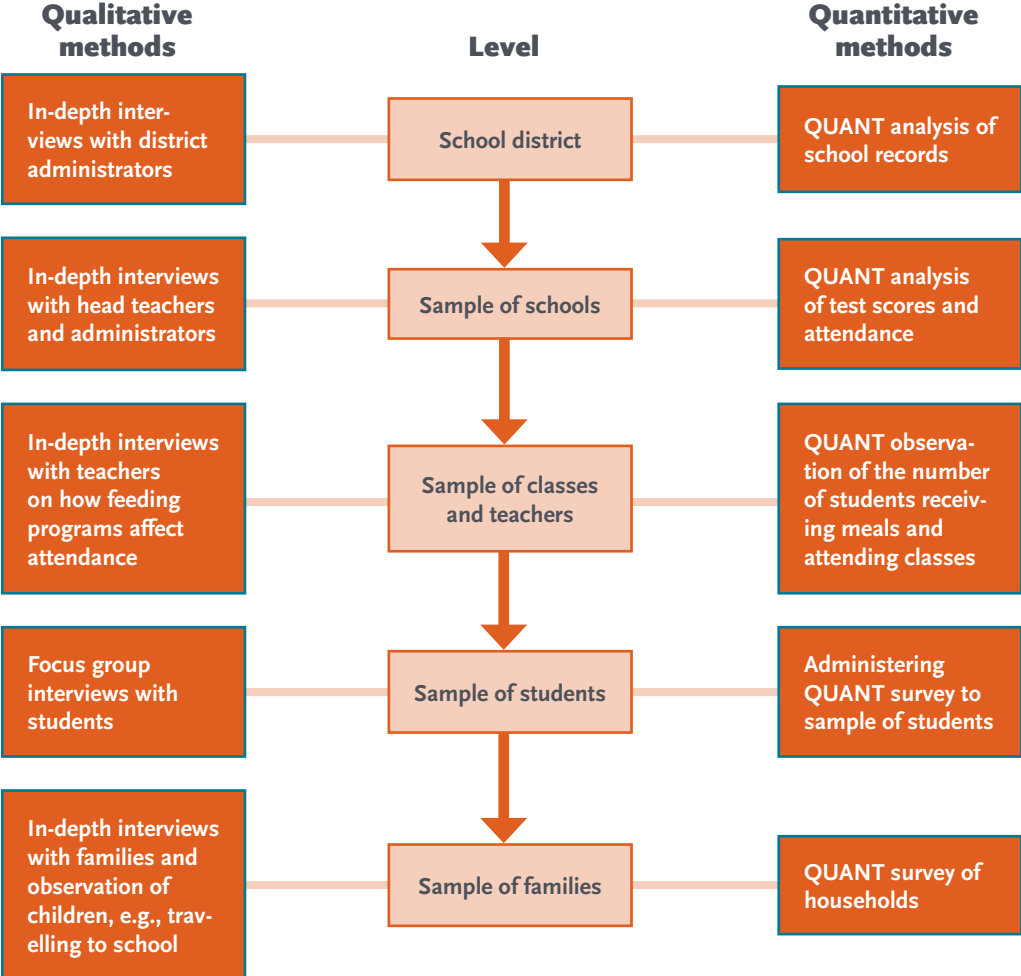 Qualitative
methods
Level
Quantitative
methods
In-depth inter-
views with district
administrators
School district
QUANT analysis of
school records
In-depth interviews
with head teachers
and administrators
Sample of schools
QUANT analysis
of test scores and
attendance
In-depth interviews
with teachers
on how feeding
programs affect
attendance
Sample of classes
and teachers
QUANT observa-
tion of the number
of students receiv-
ing meals and
attending classes
Focus group
interviews with
students
Sample of students
Administering
QUANT survey to
sample of students
In-depth interviews
with families and
observation of
children, e.g., trav-
elling to school
Sample of families
QUANT survey of
households